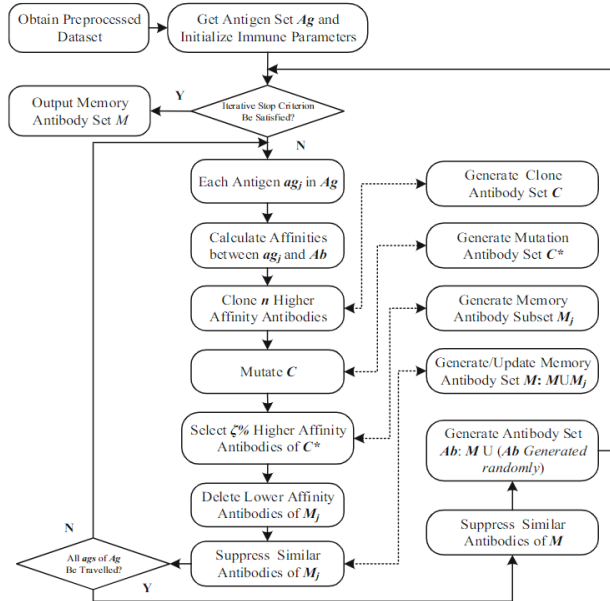 Obtain Preprocessed
Dataset
Get Antigen Set Ag and
Initialize Immune Parameters
Output Memory
Antibody Set M
Y
Iterative Stop Criterion
Be Satisfied?
N
Each Antigen agj in Ag
Generate Clone
Antibody Set C
Calculate Affinities
between agj and Ab
Generate Mutation
Antibody Set C*
Clone n Higher
Affinity Antibodies
Generate Memory
Antibody Subset Mj
Mutate C
Generate/Update Memory
Antibody Set M: MUMj
Select ζ% Higher Affinity
Antibodies of C*
Generate Antibody Set
Ab: M U (Ab Generated
randomly)
Delete Lower Affinity
Antibodies of Mj
N
Suppress Similar
Antibodies of M
All ags of Ag
Be Travelled?
Suppress Similar
Antibodies of Mj
Y